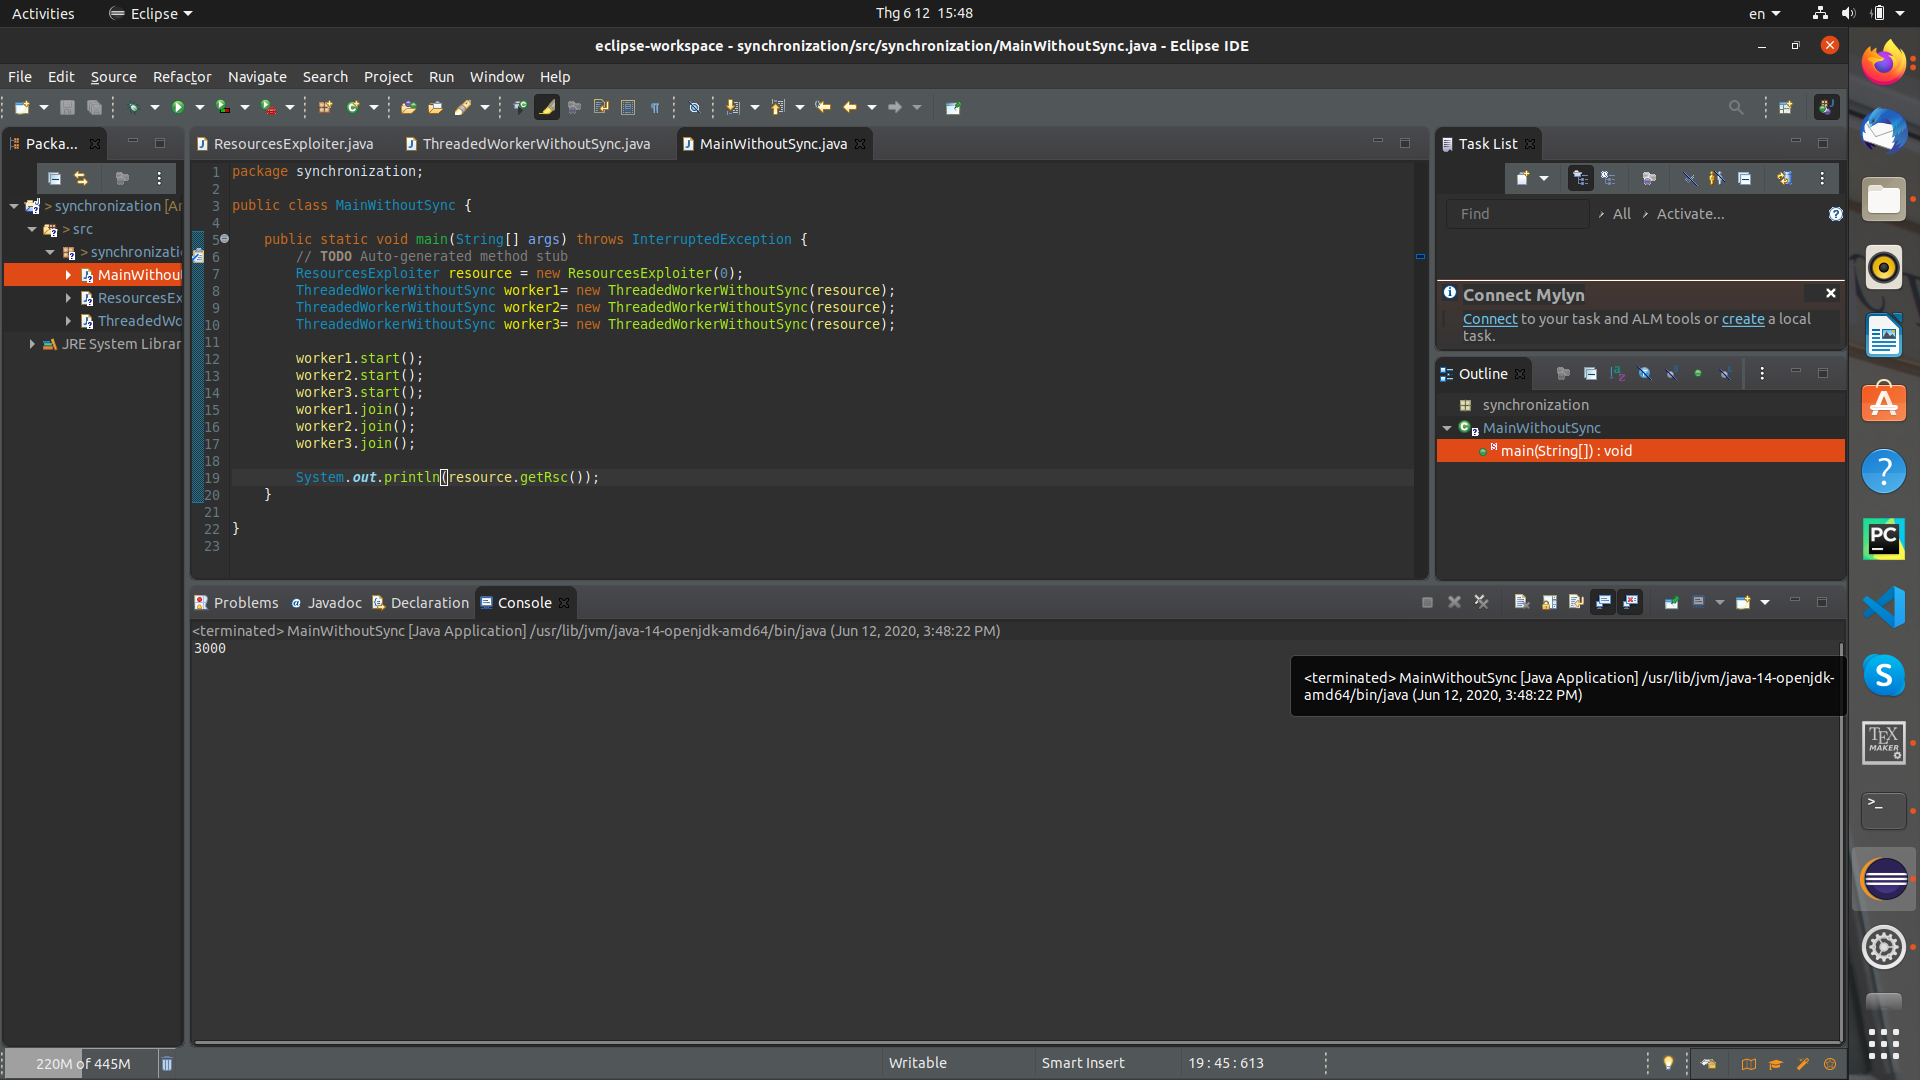 Activities Eclipse Thg 6 12 15:48 en
eclipse-workspace - synchronization/src/synchronization/MainWithoutSync.java - Eclipse IDE
File Edit Source Refactor Navigate Search Project Run Window Help
Packa...
> synchronization [Ar
> src
> synchronizati
MainWithou
ResourcesEx
ThreadedWo
JRE System Librar
ResourcesExploiter.java ThreadedWorkerWithoutSync.java MainWithoutSync.java
1 package synchronization;
2
3 public class MainWithoutSync {
4
5 public static void main(String[] args) throws InterruptedException {
6 // TODO Auto-generated method stub
7 ResourcesExploiter resource = new ResourcesExploiter(0);
8 ThreadedWorkerWithoutSync worker1= new ThreadedWorkerWithoutSync(resource);
9 ThreadedWorkerWithoutSync worker2= new ThreadedWorkerWithoutSync(resource);
10 ThreadedWorkerWithoutSync worker3= new ThreadedWorkerWithoutSync(resource);
11
12 worker1.start();
13 worker2.start();
14 worker3.start();
15 worker1.join();
16 worker2.join();
17 worker3.join();
18
19 System.out.println(resource.getRsc());
20 }
21
22 }
23
Task List
Find All Activate...
Connect Mylyn
Connect to your task and ALM tools or create a local
task.
Outline
synchronization
MainWithoutSync
main(String[]) : void
Problems Javadoc Declaration Console
<terminated> MainWithoutSync [Java Application] /usr/lib/jvm/java-14-openjdk-amd64/bin/java (Jun 12, 2020, 3:48:22 PM)
3000
<terminated> MainWithoutSync [Java Application] /usr/lib/jvm/java-14-openjdk-
amd64/bin/java (Jun 12, 2020, 3:48:22 PM)
PC
S
TEX
MAKER
220M of 445M Writable Smart Insert 19 : 45 : 613